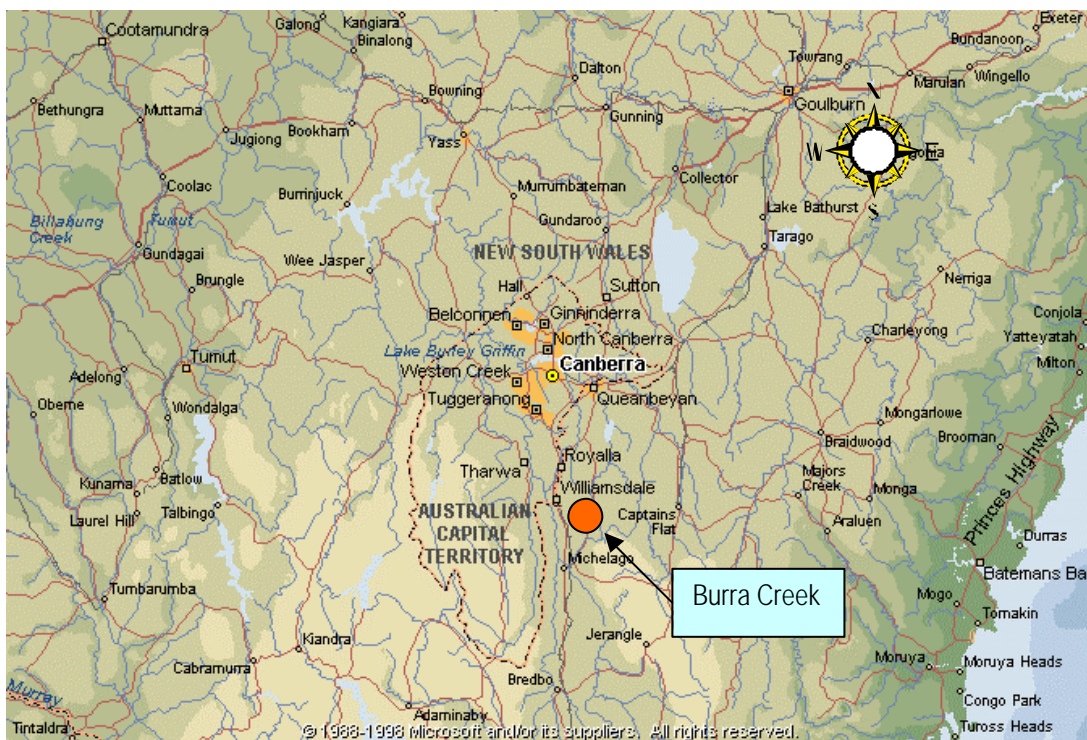 Galong
Kangiara
Exeter
Cootamundra
Binalong
Bundanoon
Towrang
Wingello
Dalton
Marulan
Bethungra
Muttama
Bowning
Goulburn
N
Jugiong
Bookham
Gunning
Yass
W
E
Coolac
Collector
Burrinjuck
Murrumbateman
S
Billabung
Creek
Tumut
Gundaroo
Lake Bathurst
Gundagai
Tarago
NEW SOUTH WALES
Wee Jasper
Brungle
Nerriga
Hall
Sutton
Belconnen
Ginninderra
Conjola
Charleyong
Yatteyatah
North Canberra
Lake Burley Griffin
Milton
Tumut
Canberra
Adelong
Weston Creek
Queanbeyan
Tuggeranong
Oberne
Wondalga
Mongarlowe
Braidwood
Brooman
Royalla
Tharwa
Batlow
Kunama
Majors
Creek
Monga
Williamsdale
Princes Highway
Laurel Hill
Talbingo
AUSTRALIAN
CAPITAL
TERRITORY
Captains
Flat
Araluen
Durras
Michelago
Batemans Ba
Tumbarumba
Burra Creek
Mogo
Tomakin
Kiandra
Jerangle
Cabramurra
Moruya
Moruya Heads
Bredbo
Murray
Congo Park
Adaminaby
Tintaldra
© 1988-1998 Microsoft and/or its suppliers. All rights reserved.
Tuross Heads